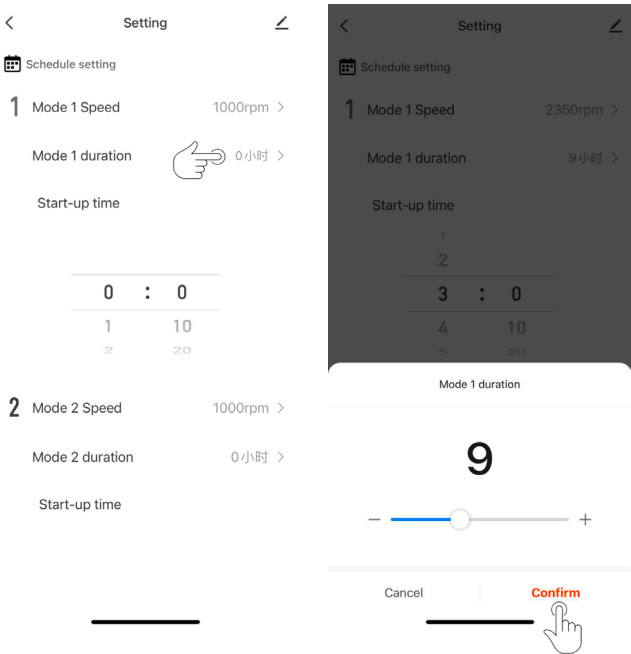 Setting
Schedule setting
1 Mode 1 Speed 1000rpm
Mode 1 duration 0小时
Start-up time
0 : 0
1 10
2 20
2 Mode 2 Speed 1000rpm
Mode 2 duration 0小时
Start-up time
Setting
Schedule setting
1 Mode 1 Speed 2350rpm
Mode 1 duration 9小时
Start-up time
1
2
3 : 0
4 10
5 20
Mode 1 duration
9
Cancel Confirm